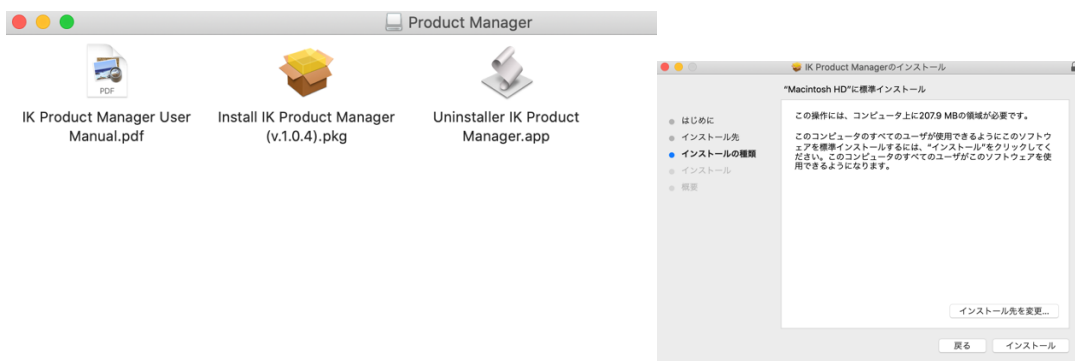 Product Manager
PDF
IK Product Manager User
Manual.pdf
Install IK Product Manager
(v.1.0.4).pkg
Uninstaller IK Product
Manager.app
IK Product Managerのインストール
“Macintosh HD”に標準インストール
はじめに
インストール先
インストールの種類
インストール
概要
この操作には、コンピュータ上に207.9 MBの領域が必要です。
このコンピュータのすべてのユーザが使用できるようにこのソフトウ
ェアを標準インストールするには、“インストール”をクリックしてく
ださい。このコンピュータのすべてのユーザがこのソフトウェアを使
用できるようになります。
インストール先を変更...
戻る
インストール